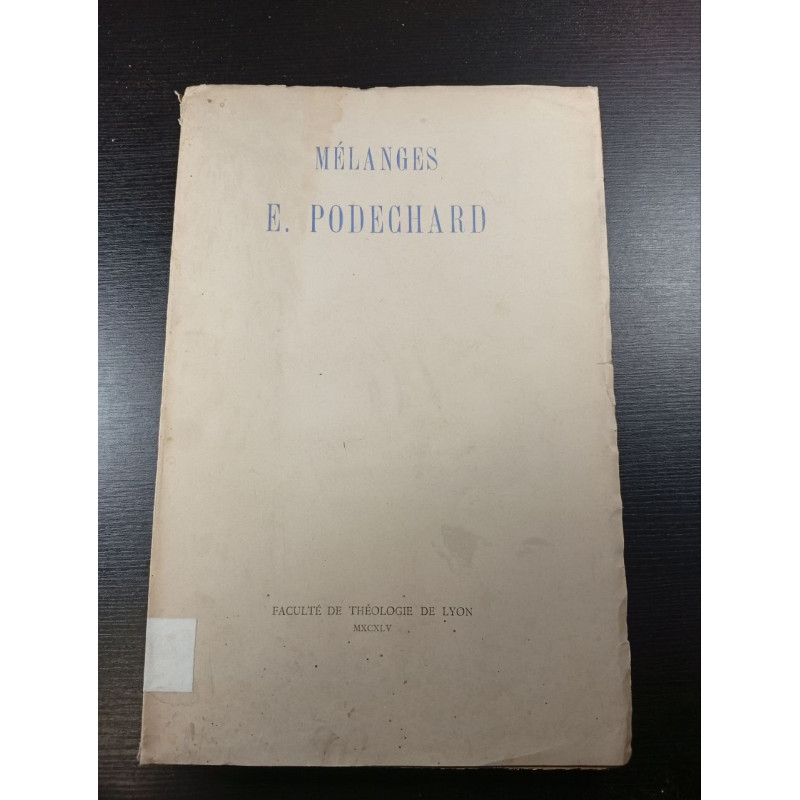 MÉLANGES
E. PODECHARD
FACULTÉ DE THÉOLOGIE DE LYON
MXCXLV